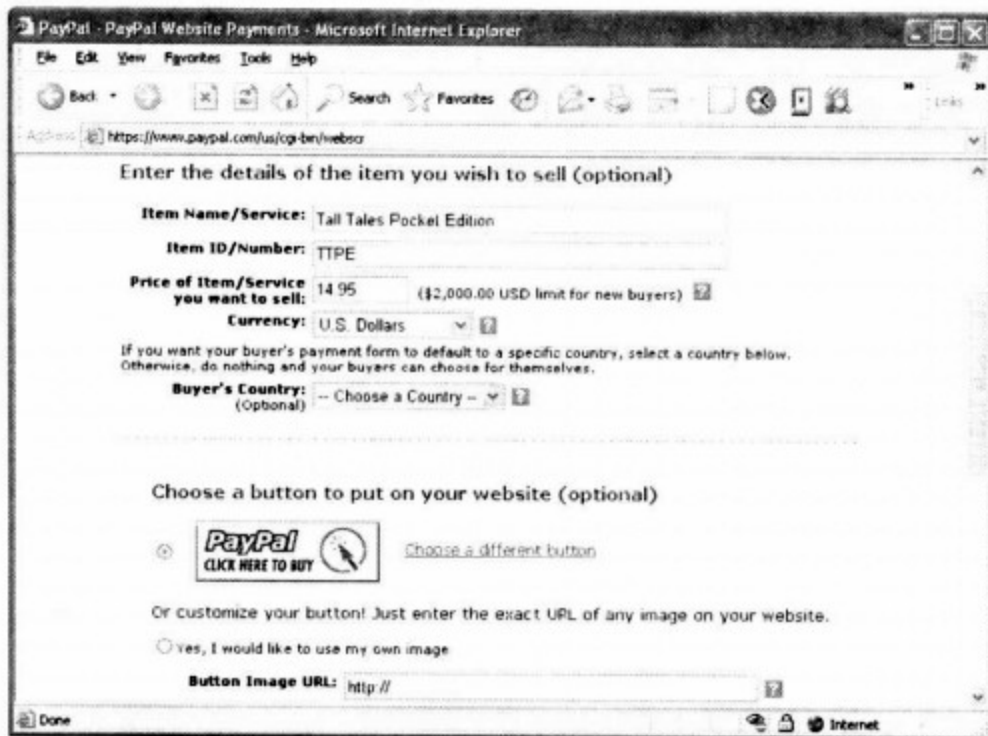 PayPal - PayPal Website Payments - Microsoft Internet Explorer
File Edit View Favorites Tools Help
Back Search Favorites Links
Address https://www.paypal.com/us/cgi-bin/webscr
Enter the details of the item you wish to sell (optional)
Item Name/Service: Tall Tales Pocket Edition
Item ID/Number: TTPE
Price of Item/Service
you want to sell: 14.95 ($2,000.00 USD limit for new buyers) ?
Currency: U.S. Dollars ?
If you want your buyer's payment form to default to a specific country, select a country below.
Otherwise, do nothing and your buyers can choose for themselves.
Buyer's Country: -- Choose a Country -- ?
(Optional)
Choose a button to put on your website (optional)
PayPal
CLICK HERE TO BUY
Choose a different button
Or customize your button! Just enter the exact URL of any image on your website.
Yes, I would like to use my own image
Button Image URL: http:// ?
Done Internet